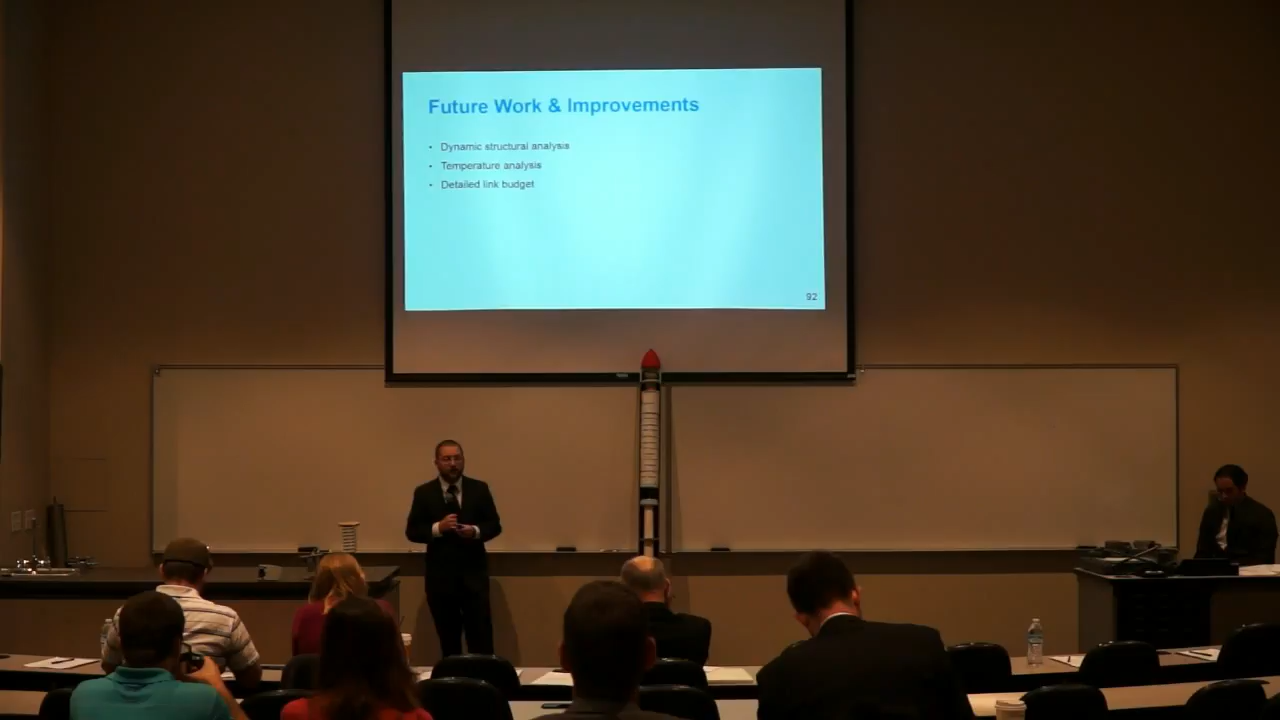 Future Work & Improvements
• Dynamic structural analysis
• Temperature analysis
• Detailed link budget
92